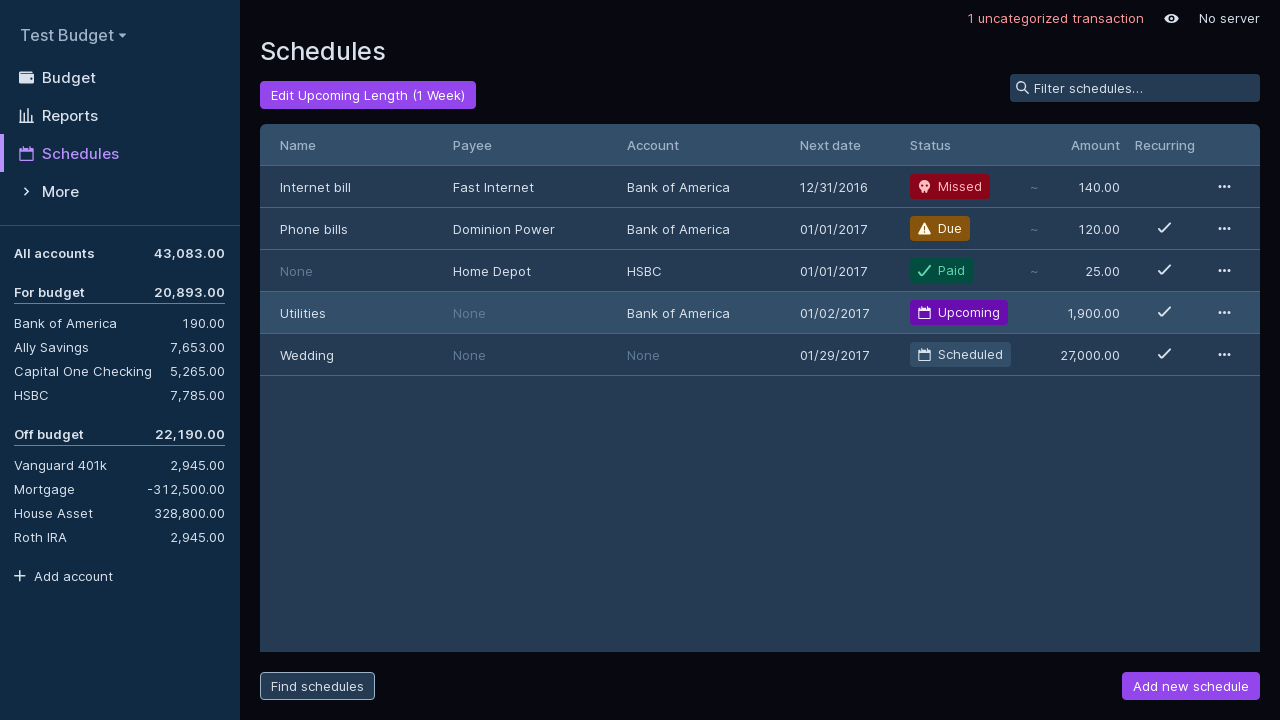 Test Budget
Budget
Reports
Schedules
More
All accounts 43,083.00
For budget 20,893.00
Bank of America 190.00
Ally Savings 7,653.00
Capital One Checking 5,265.00
HSBC 7,785.00
Off budget 22,190.00
Vanguard 401k 2,945.00
Mortgage -312,500.00
House Asset 328,800.00
Roth IRA 2,945.00
Add account
1 uncategorized transaction No server
Schedules
Edit Upcoming Length (1 Week)
Filter schedules…
Name Payee Account Next date Status Amount Recurring
Internet bill Fast Internet Bank of America 12/31/2016 Missed ~ 140.00
Phone bills Dominion Power Bank of America 01/01/2017 Due ~ 120.00
None Home Depot HSBC 01/01/2017 Paid ~ 25.00
Utilities None Bank of America 01/02/2017 Upcoming 1,900.00
Wedding None None 01/29/2017 Scheduled 27,000.00
Find schedules
Add new schedule